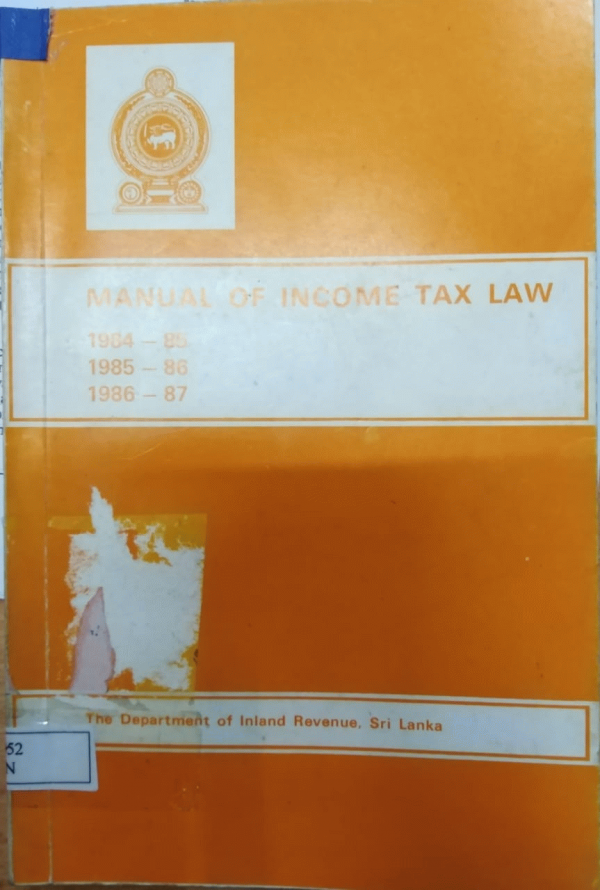 MANUAL OF INCOME TAX LAW
1984 – 85
1985 – 86
1986 – 87
The Department of Inland Revenue, Sri Lanka
52
N